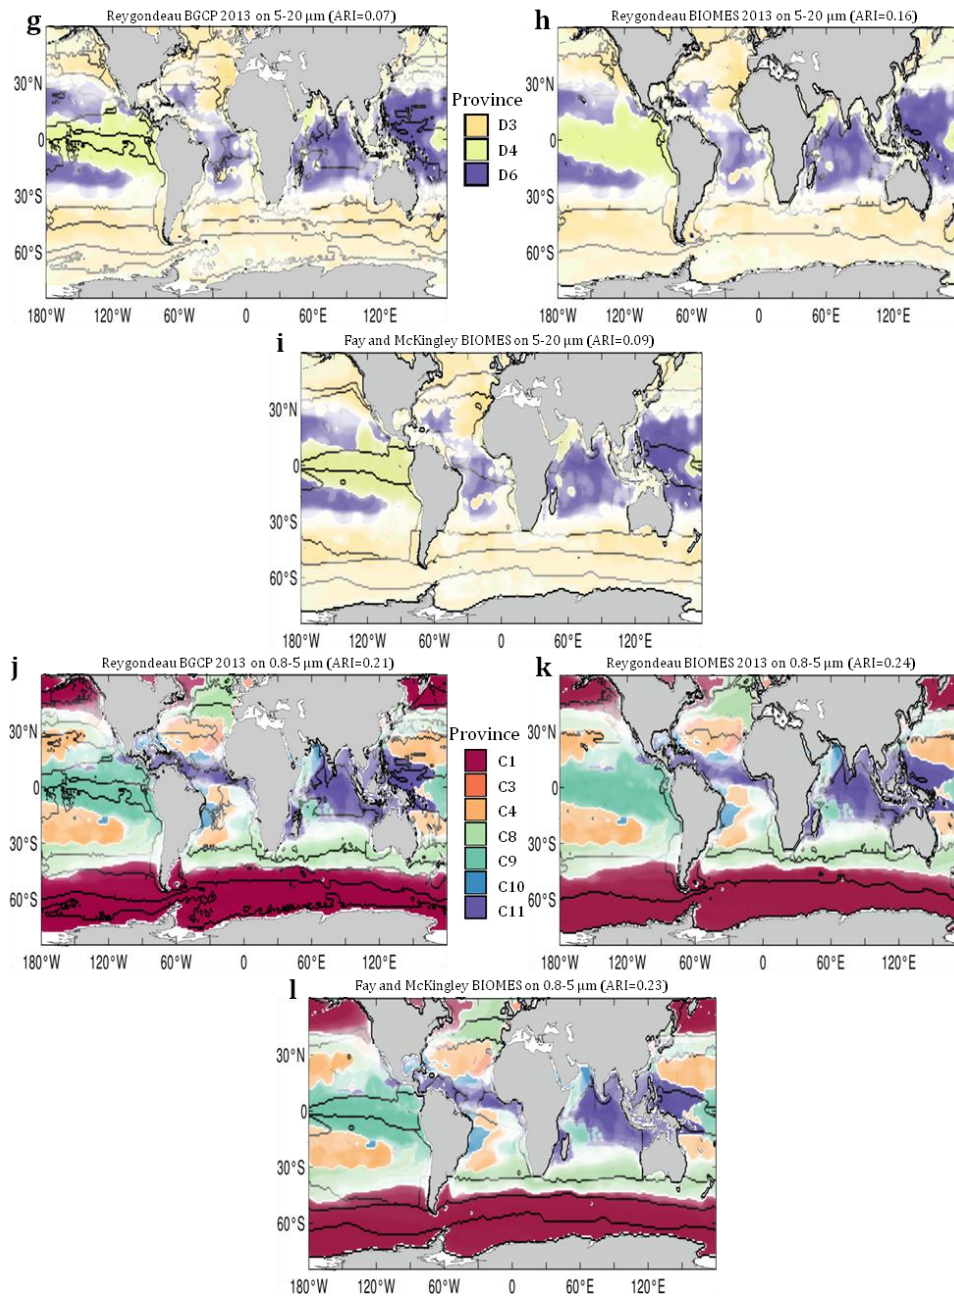 g Reygondeau BGCP 2013 on 5-20 µm (ARI=0.07)
30°N
0
30°S
60°S
180°W 120°W 60°W 0 60°E 120°E
Province
D3
D4
D6
h Reygondeau BIOMES 2013 on 5-20 µm (ARI=0.16)
30°N
0
30°S
60°S
180°W 120°W 60°W 0 60°E 120°E
i Fay and McKingley BIOMES on 5-20 µm (ARI=0.09)
30°N
0
30°S
60°S
180°W 120°W 60°W 0 60°E 120°E
j Reygondeau BGCP 2013 on 0.8-5 µm (ARI=0.21)
30°N
0
30°S
60°S
180°W 120°W 60°W 0 60°E 120°E
Province
C1
C3
C4
C8
C9
C10
C11
k Reygondeau BIOMES 2013 on 0.8-5 µm (ARI=0.24)
30°N
0
30°S
60°S
180°W 120°W 60°W 0 60°E 120°E
l Fay and McKingley BIOMES on 0.8-5 µm (ARI=0.23)
30°N
0
30°S
60°S
180°W 120°W 60°W 0 60°E 120°E